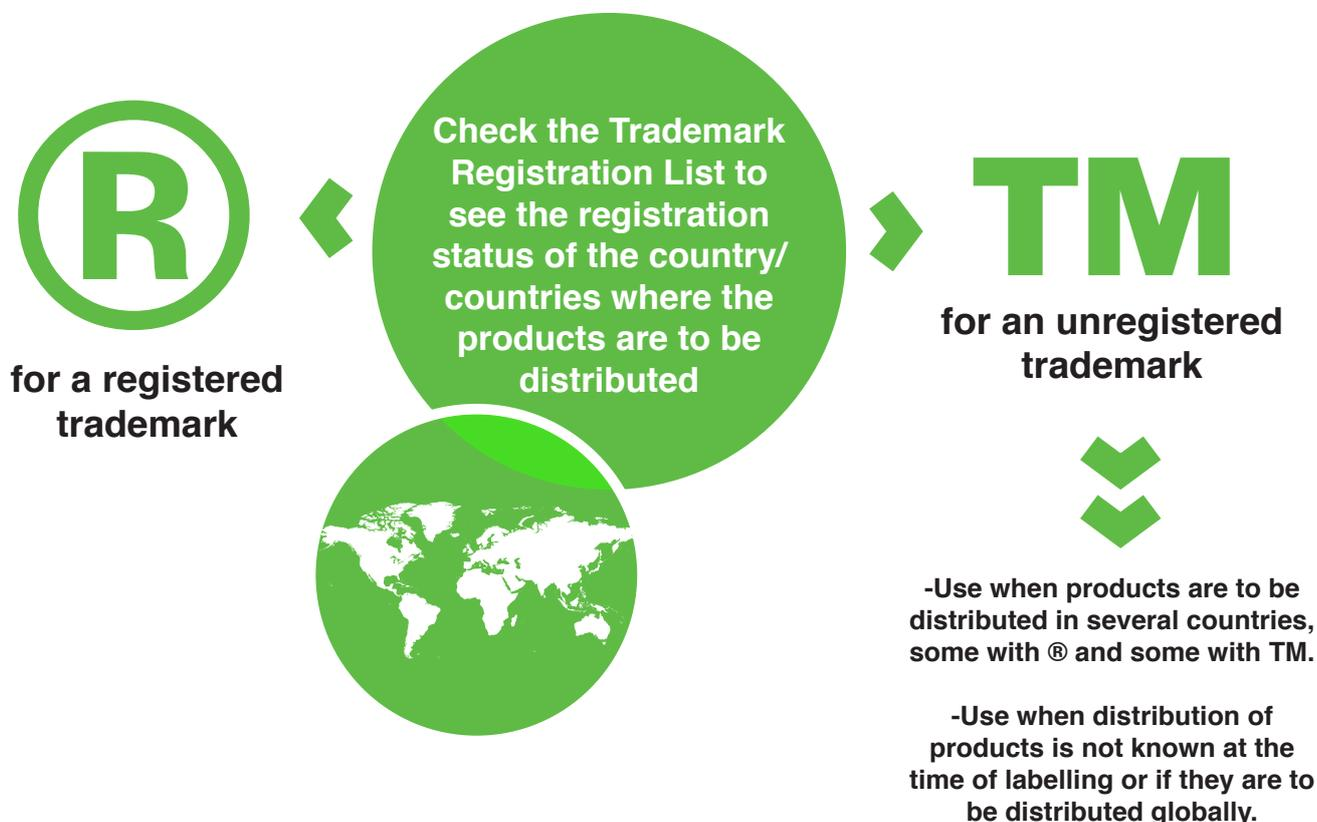 R
for a registered
trademark
Check the Trademark
Registration List to
see the registration
status of the country/
countries where the
products are to be
distributed
TM
for an unregistered
trademark
-Use when products are to be
distributed in several countries,
some with ® and some with TM.
-Use when distribution of
products is not known at the
time of labelling or if they are to
be distributed globally.